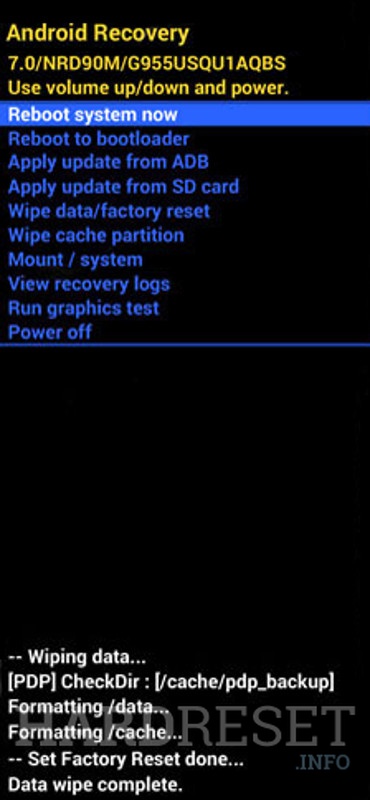 Android Recovery
7.0/NRD90M/G955USQU1AQBS
Use volume up/down and power.
Reboot system now
Reboot to bootloader
Apply update from ADB
Apply update from SD card
Wipe data/factory reset
Wipe cache partition
Mount / system
View recovery logs
Run graphics test
Power off
-- Wiping data...
[PDP] CheckDir : [/cache/pdp_backup]
Formatting /data...
HARDRESET
Formatting /cache...
-- Set Factory Reset done...
.INFO
Data wipe complete.